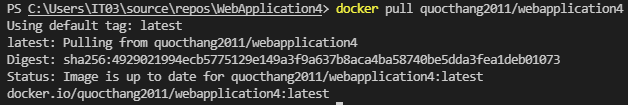 PS C:\Users\IT03\source\repos\WebApplication4> docker pull quocthang2011/webapplication4
Using default tag: latest
latest: Pulling from quocthang2011/webapplication4
Digest: sha256:4929021994ecb5775129e149a3f9a637b8aca4ba58740be5dda3fea1deb01073
Status: Image is up to date for quocthang2011/webapplication4:latest
docker.io/quocthang2011/webapplication4:latest